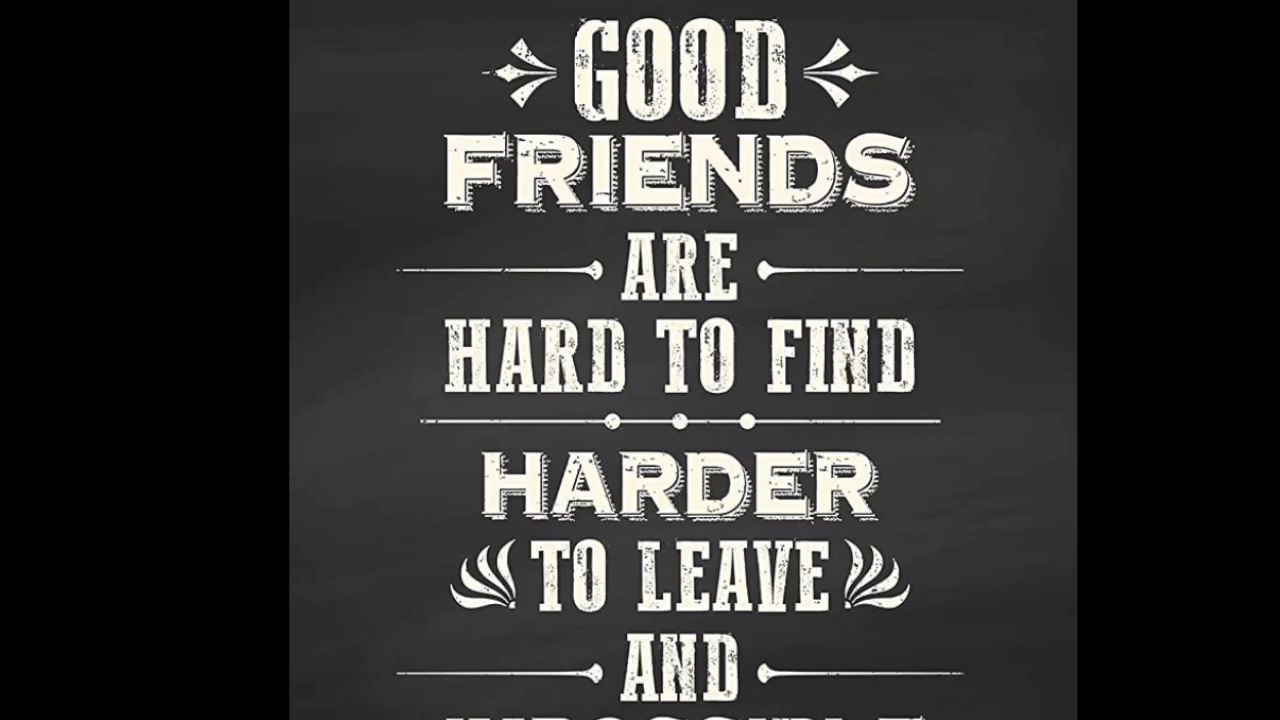 GOOD
FRIENDS
ARE
HARD TO FIND
HARDER
TO LEAVE
AND